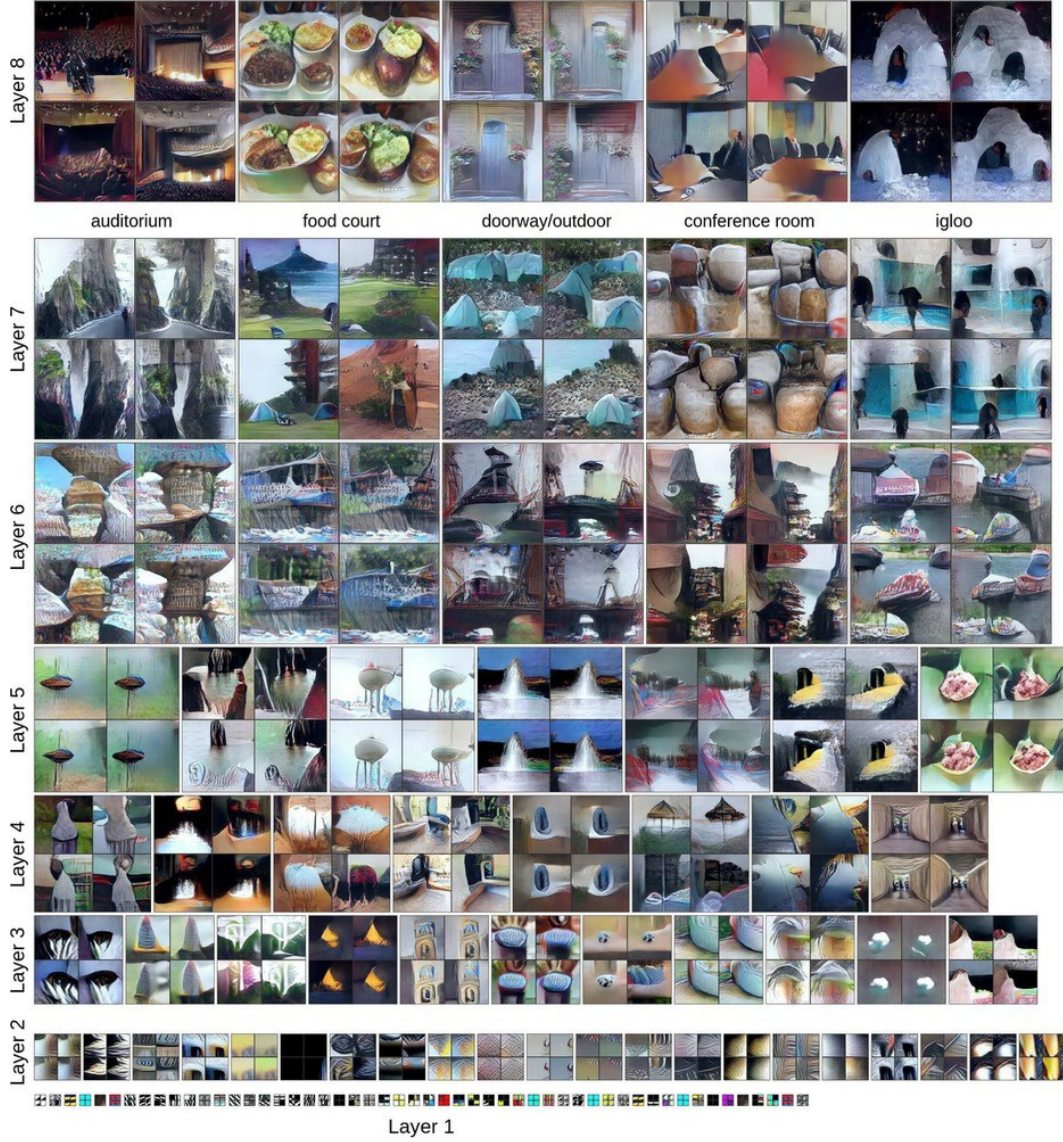 Layer 8
auditorium food court doorway/outdoor conference room igloo
Layer 7
Layer 6
Layer 5
Layer 4
Layer 3
Layer 2
Layer 1